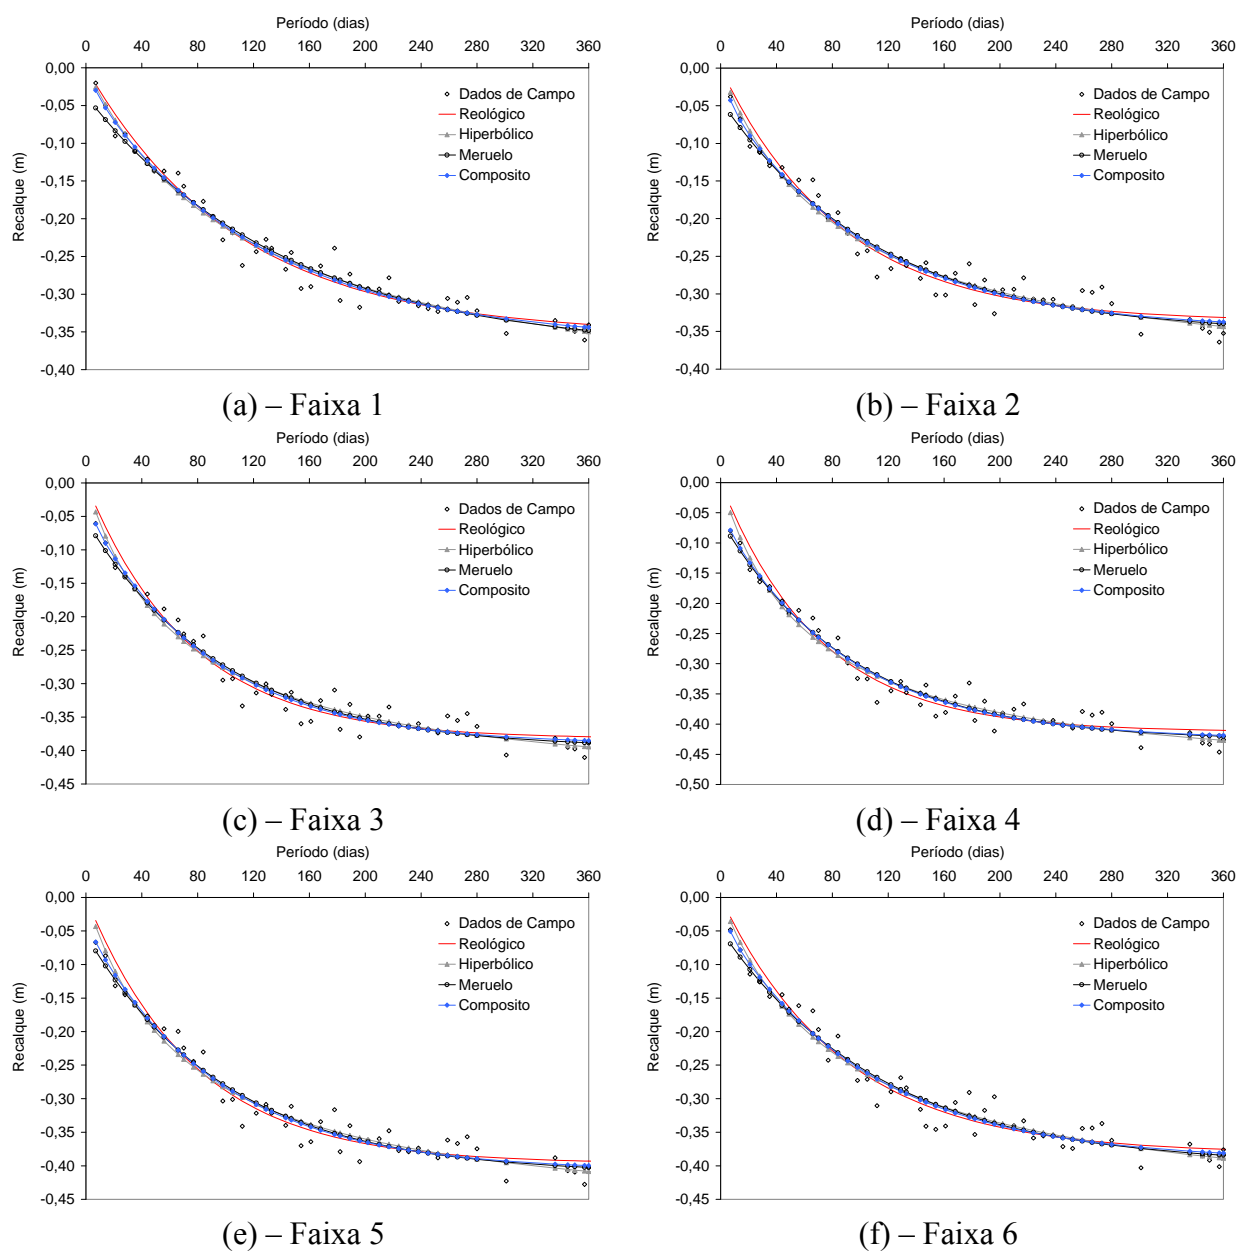 Período (dias)
0 40 80 120 160 200 240 280 320 360
0,00
-0,05
-0,10
-0,15
-0,20
-0,25
-0,30
-0,35
-0,40
Recalque (m)
Dados de Campo
Reológico
Hiperbólico
Meruelo
Composito
(a) – Faixa 1
Período (dias)
0 40 80 120 160 200 240 280 320 360
0,00
-0,05
-0,10
-0,15
-0,20
-0,25
-0,30
-0,35
-0,40
Recalque (m)
Dados de Campo
Reológico
Hiperbólico
Meruelo
Composito
(b) – Faixa 2
Período (dias)
0 40 80 120 160 200 240 280 320 360
0,00
-0,05
-0,10
-0,15
-0,20
-0,25
-0,30
-0,35
-0,40
-0,45
Recalque (m)
Dados de Campo
Reológico
Hiperbólico
Meruelo
Composito
(c) – Faixa 3
Período (dias)
0 40 80 120 160 200 240 280 320 360
0,00
-0,05
-0,10
-0,15
-0,20
-0,25
-0,30
-0,35
-0,40
-0,45
-0,50
Recalque (m)
Dados de Campo
Reológico
Hiperbólico
Meruelo
Composito
(d) – Faixa 4
Período (dias)
0 40 80 120 160 200 240 280 320 360
0,00
-0,05
-0,10
-0,15
-0,20
-0,25
-0,30
-0,35
-0,40
-0,45
Recalque (m)
Dados de Campo
Reológico
Hiperbólico
Meruelo
Composito
(e) – Faixa 5
Período (dias)
0 40 80 120 160 200 240 280 320 360
0,00
-0,05
-0,10
-0,15
-0,20
-0,25
-0,30
-0,35
-0,40
-0,45
Recalque (m)
Dados de Campo
Reológico
Hiperbólico
Meruelo
Composito
(f) – Faixa 6